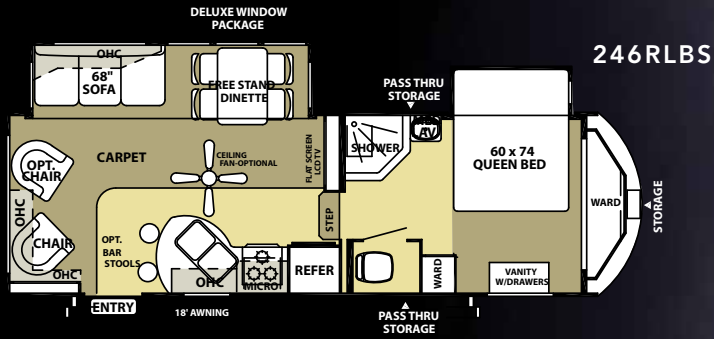 DELUXE WINDOW
PACKAGE
246RLBS
OHC
68"
SOFA
FREE STAND
DINETTE
PASS THRU
STORAGE
SHOWER
MED
LAV
60 x 74
QUEEN BED
OPT.
CHAIR
CARPET
CEILING
FAN-OPTIONAL
FLAT SCREEN
LCD TV
WARD
STORAGE
OHC
CHAIR
OHC
OPT.
BAR
STOOLS
STEP
OHC
MICRO
REFER
WARD
VANITY
W/DRAWERS
ENTRY
18' AWNING
PASS THRU
STORAGE